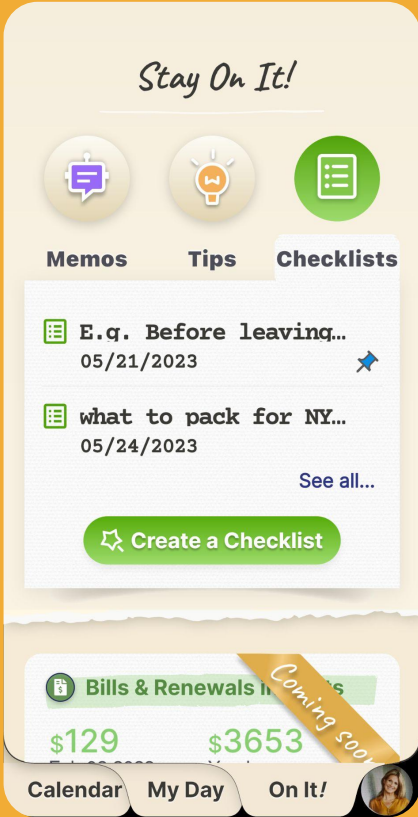 Stay On It!
Memos Tips Checklists
E.g. Before leaving...
05/21/2023
what to pack for NY...
05/24/2023
See all...
Create a Checklist
Bills & Renewals
Coming soon
$129 $3653
Calendar My Day On It!